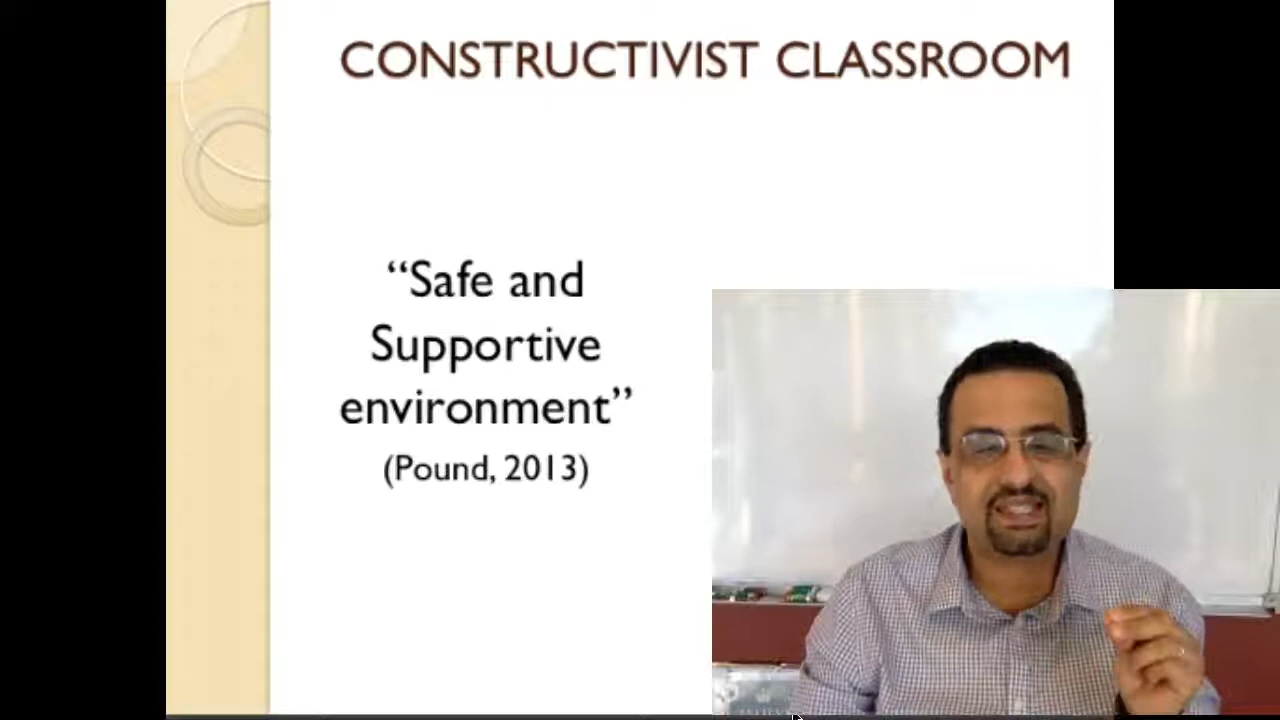 CONSTRUCTIVIST CLASSROOM
“Safe and
Supportive
environment”
(Pound, 2013)